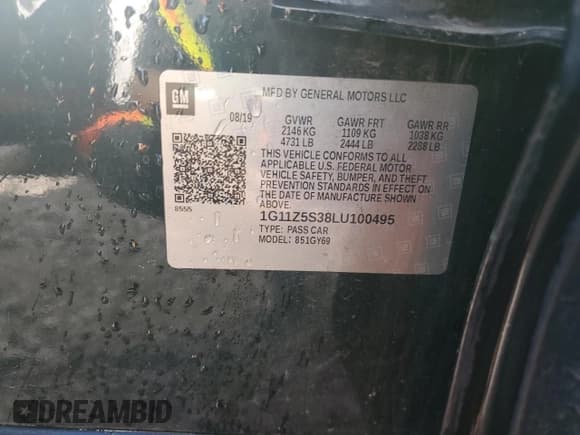 GM
MFD BY GENERAL MOTORS LLC
08/19 GVWR GAWR FRT GAWR RR
2146 KG 1109 KG 1038 KG
4731 LB 2444 LB 2288 LB
THIS VEHICLE CONFORMS TO ALL
APPLICABLE U.S. FEDERAL MOTOR
VEHICLE SAFETY, BUMPER, AND THEFT
PREVENTION STANDARDS IN EFFECT ON
THE DATE OF MANUFACTURE SHOWN
ABOVE.
8555
1G11Z5S38LU100495
TYPE: PASS CAR
MODEL: 851GY69
DREAMBID